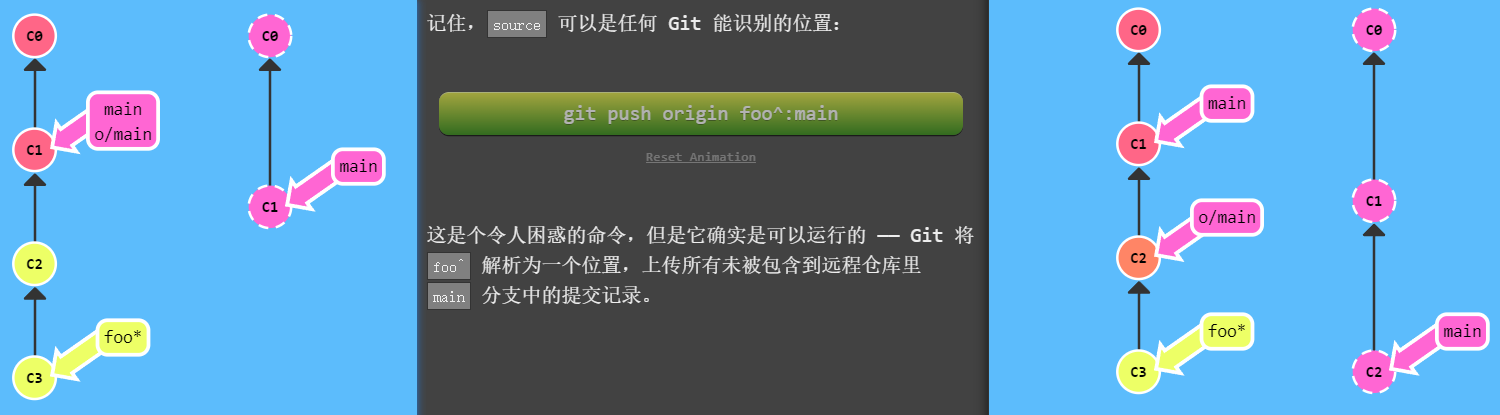 C0
main
o/main
C1
C2
foo*
C3
C0
main
C1
记住, source 可以是任何 Git 能识别的位置:
git push origin foo^:main
Reset Animation
这是个令人困惑的命令, 但是它确实是可以运行的 —— Git 将
foo^ 解析为一个位置, 上传所有未被包含到远程仓库里
main 分支中的提交记录。
C0
main
C1
o/main
C2
foo*
C3
C0
C1
main
C2